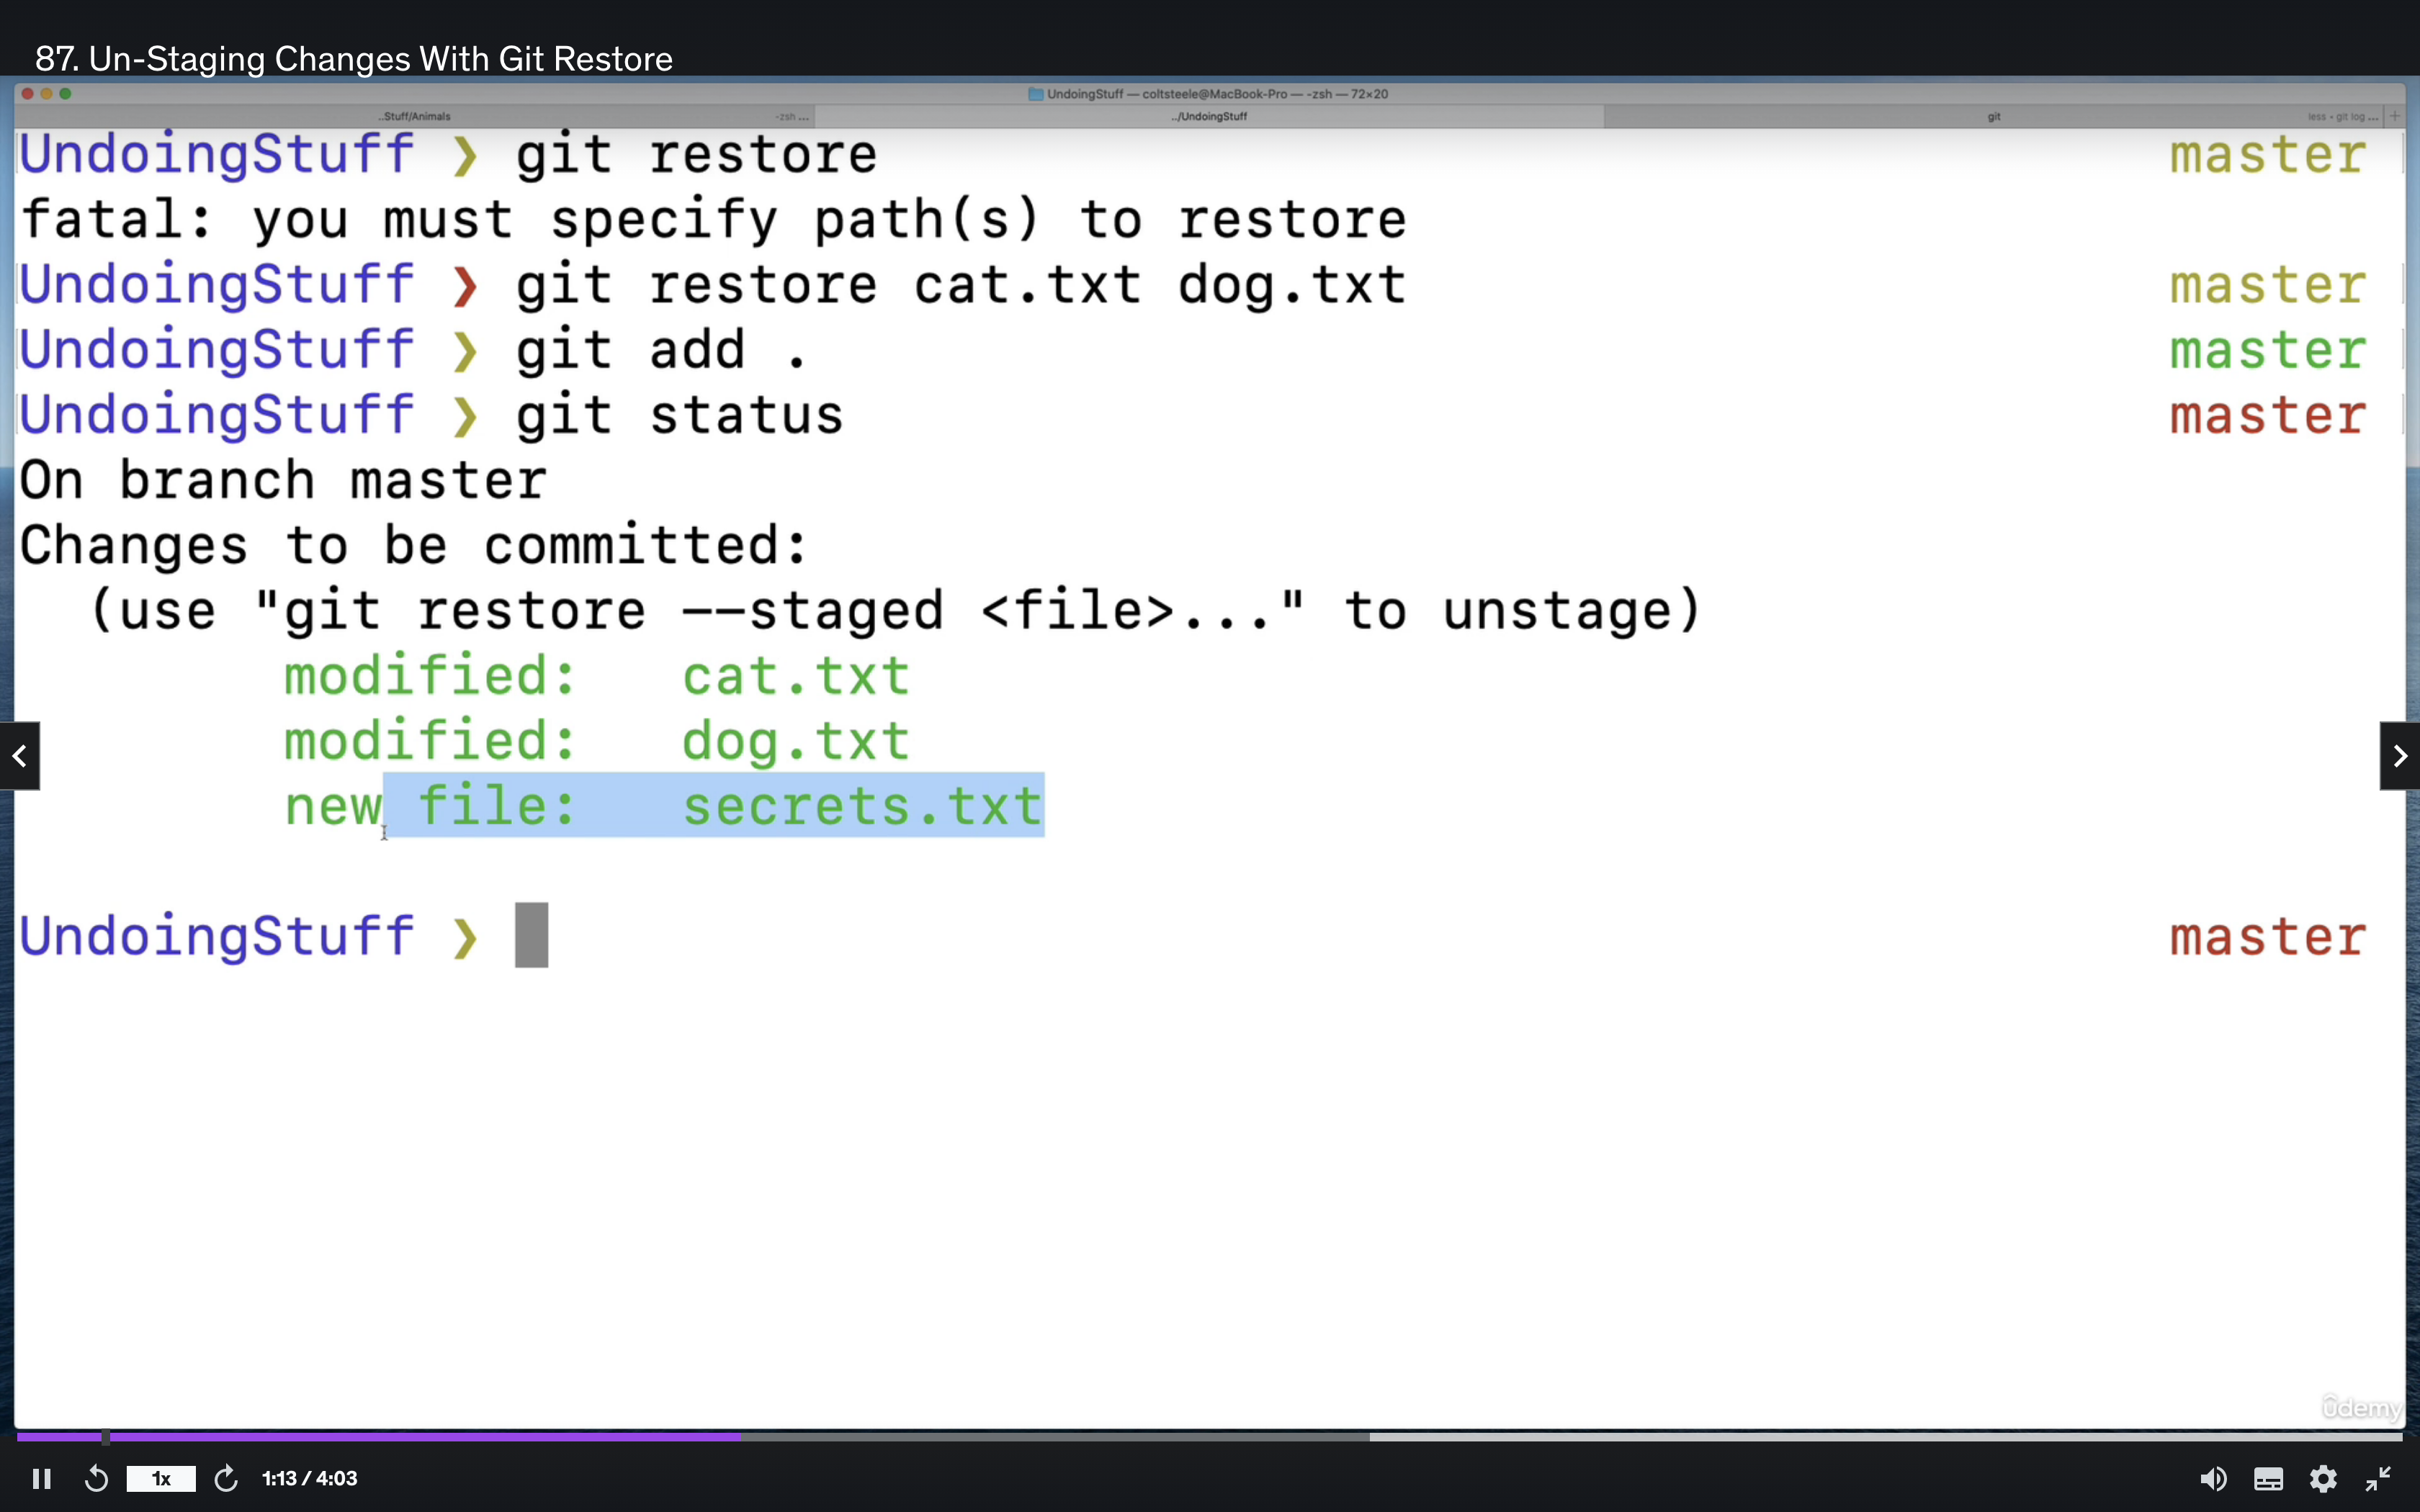 87. Un-Staging Changes With Git Restore
UndoingStuff — coltsteele@MacBook-Pro — -zsh — 72×20
..Stuff/Animals -zsh ... ../UndoingStuff git less • git log ... +
UndoingStuff ❯ git restore master
fatal: you must specify path(s) to restore
UndoingStuff ❯ git restore cat.txt dog.txt master
UndoingStuff ❯ git add . master
UndoingStuff ❯ git status master
On branch master
Changes to be committed:
(use "git restore --staged <file>..." to unstage)
modified: cat.txt
modified: dog.txt
new file: secrets.txt
UndoingStuff ❯ master
ûdemy
1x 1:13 / 4:03